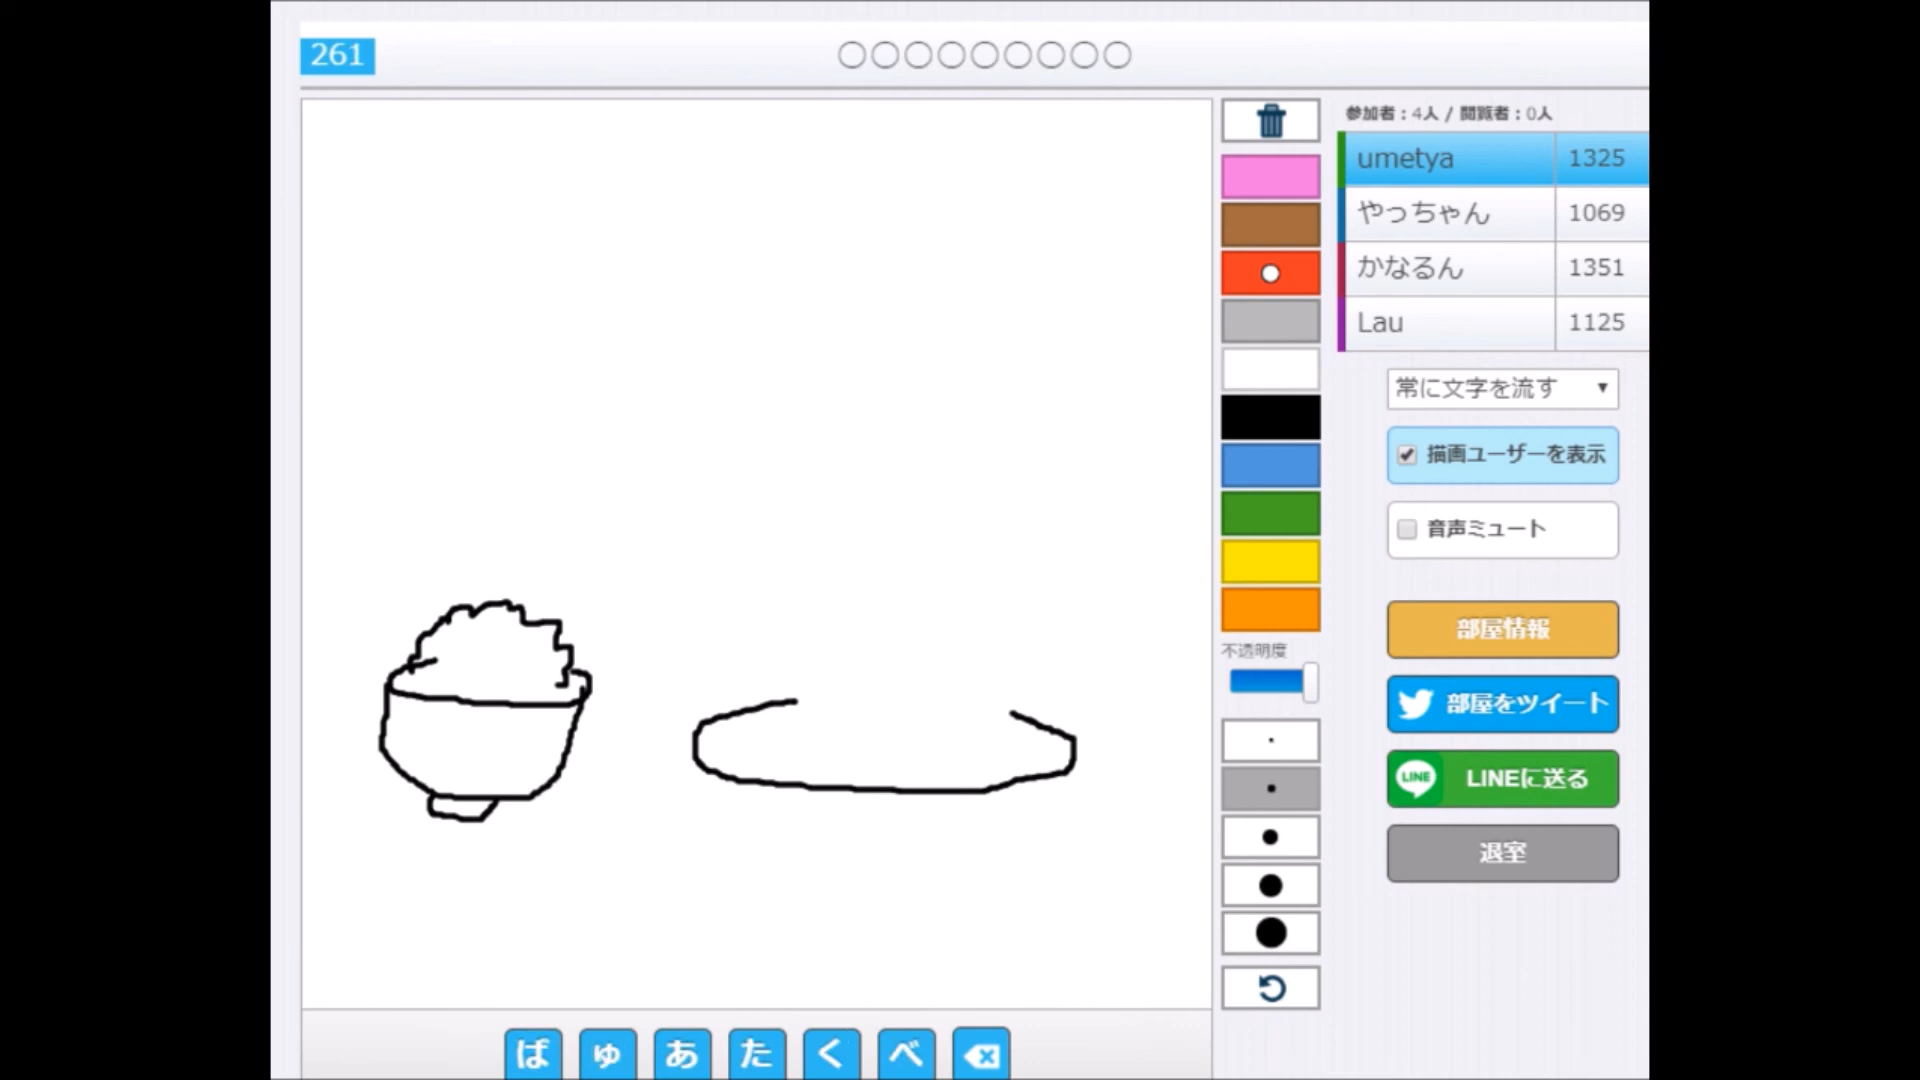 261
○○○○○○○○○
参加者：4人 / 閲覧者：0人
umetya 1325
やっちゃん 1069
かなるん 1351
Lau 1125
常に文字を流す ▼
描画ユーザーを表示
音声ミュート
不透明度
部屋情報
部屋をツイート
LINE LINEに送る
退室
ば ゅ あ た く べ